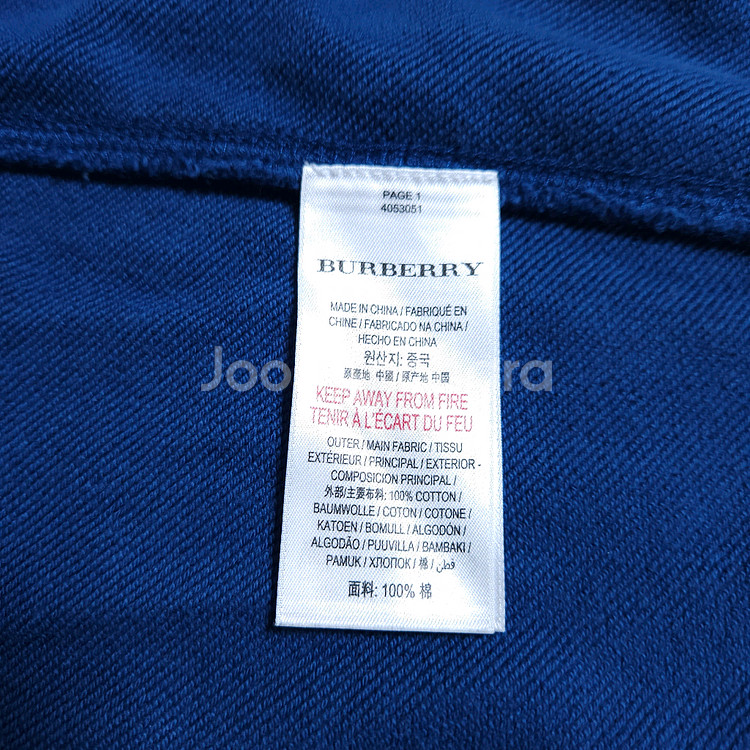 PAGE 1
4053051
BURBERRY
MADE IN CHINA / FABRIQUÉ EN
CHINE / FABRICADO NA CHINA /
HECHO EN CHINA
원산지: 중국
原產地: 中國 / 原产地: 中国
KEEP AWAY FROM FIRE
TENIR À L'ÉCART DU FEU
OUTER / MAIN FABRIC / TISSU
EXTÉRIEUR / PRINCIPAL / EXTERIOR -
COMPOSICION PRINCIPAL /
外部/主要布料: 100% COTTON /
BAUMWOLLE / COTON / COTONE /
KATOEN / BOMULL / ALGODÓN /
ALGODÃO / PUUVILLA / BAMBAKI /
PAMUK / ХЛОПОК / 棉 / قطن /
面料: 100% 棉